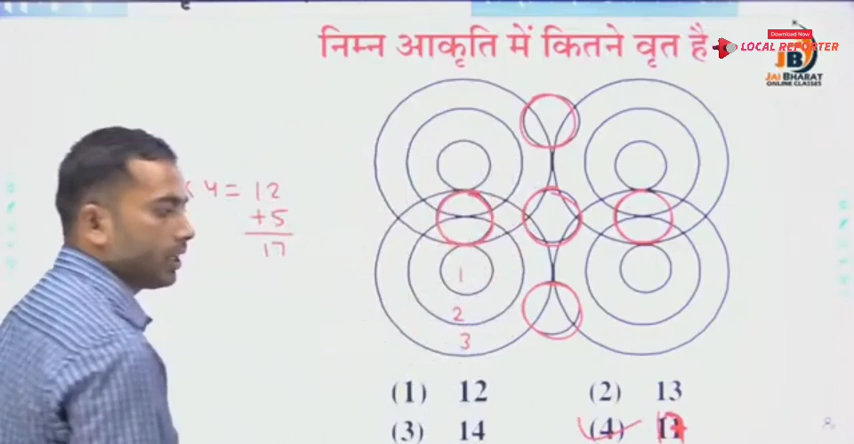 निम्न आकृति में कितने वृत है
Download Now
LOCAL REPORTER
JB
JAI BHARAT
ONLINE CLASSES
× 4 = 12
+5
17
1
2
3
(1) 12 (2) 13
(3) 14 (4) 17